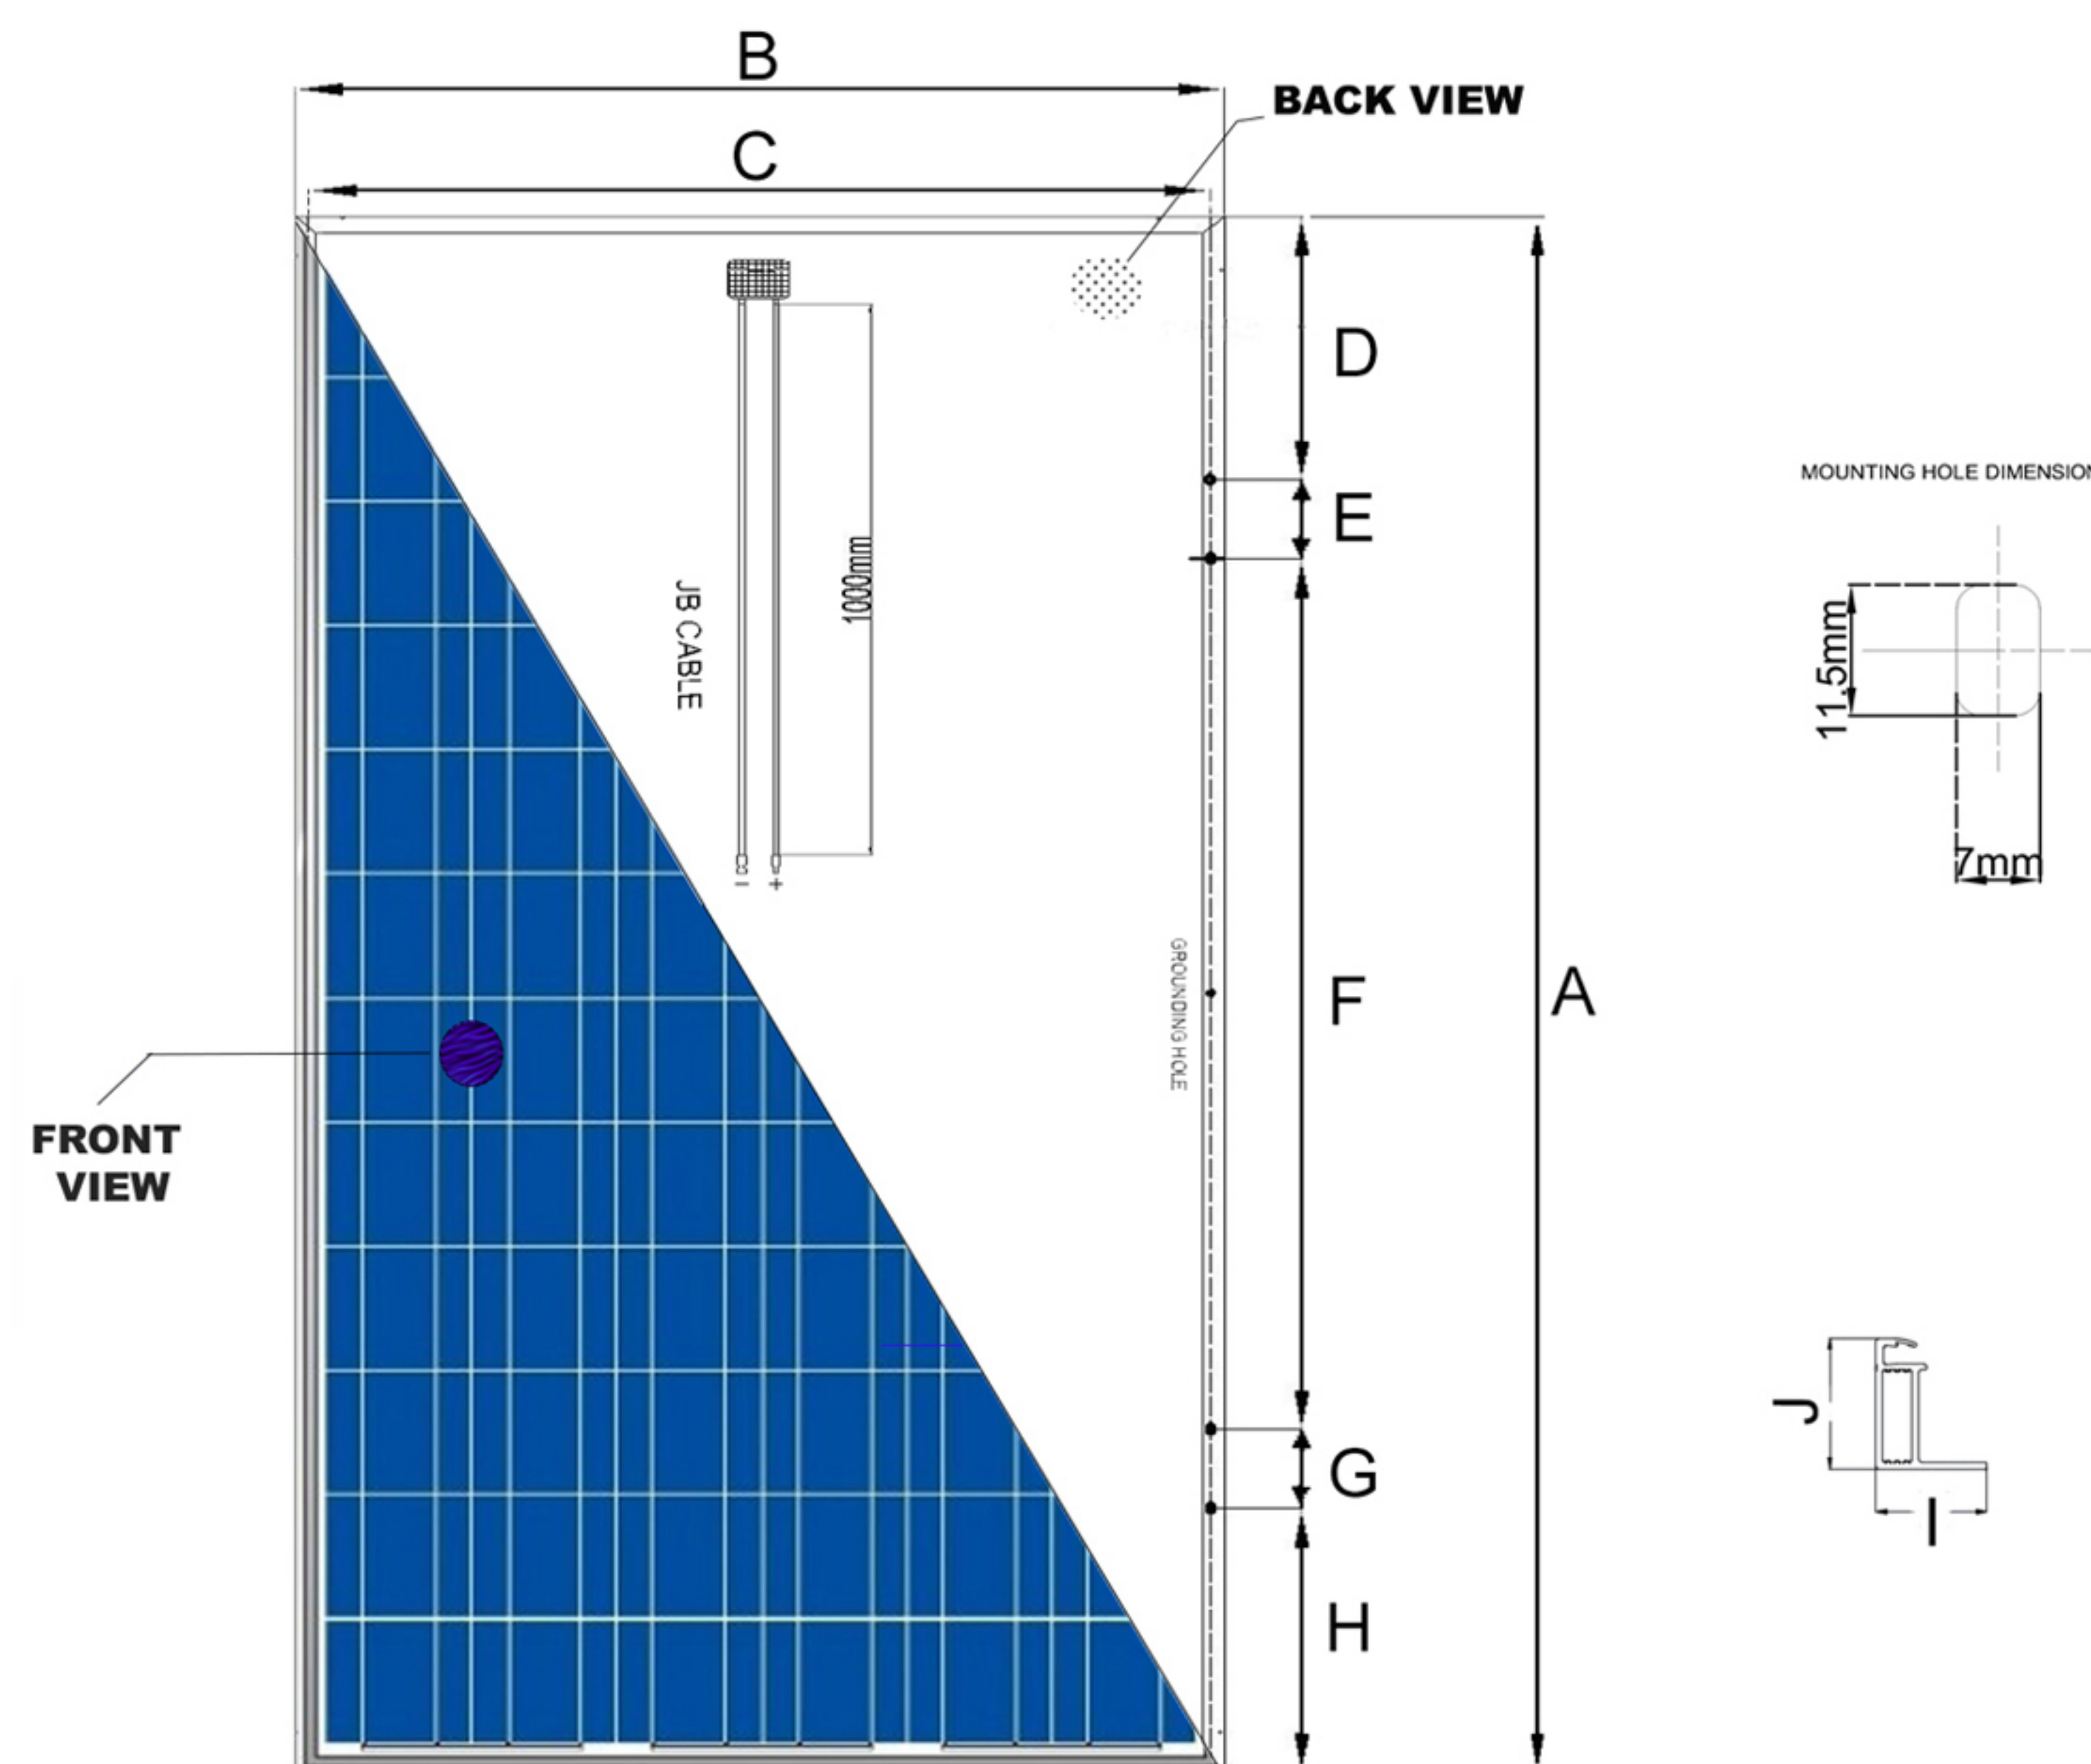 B
BACK VIEW
C
D
MOUNTING HOLE DIMENSION
E
1000mm
JB CABLE
11.5mm
- +
7mm
GROUNDING HOLE
F
A
FRONT
VIEW
J
G
I
H